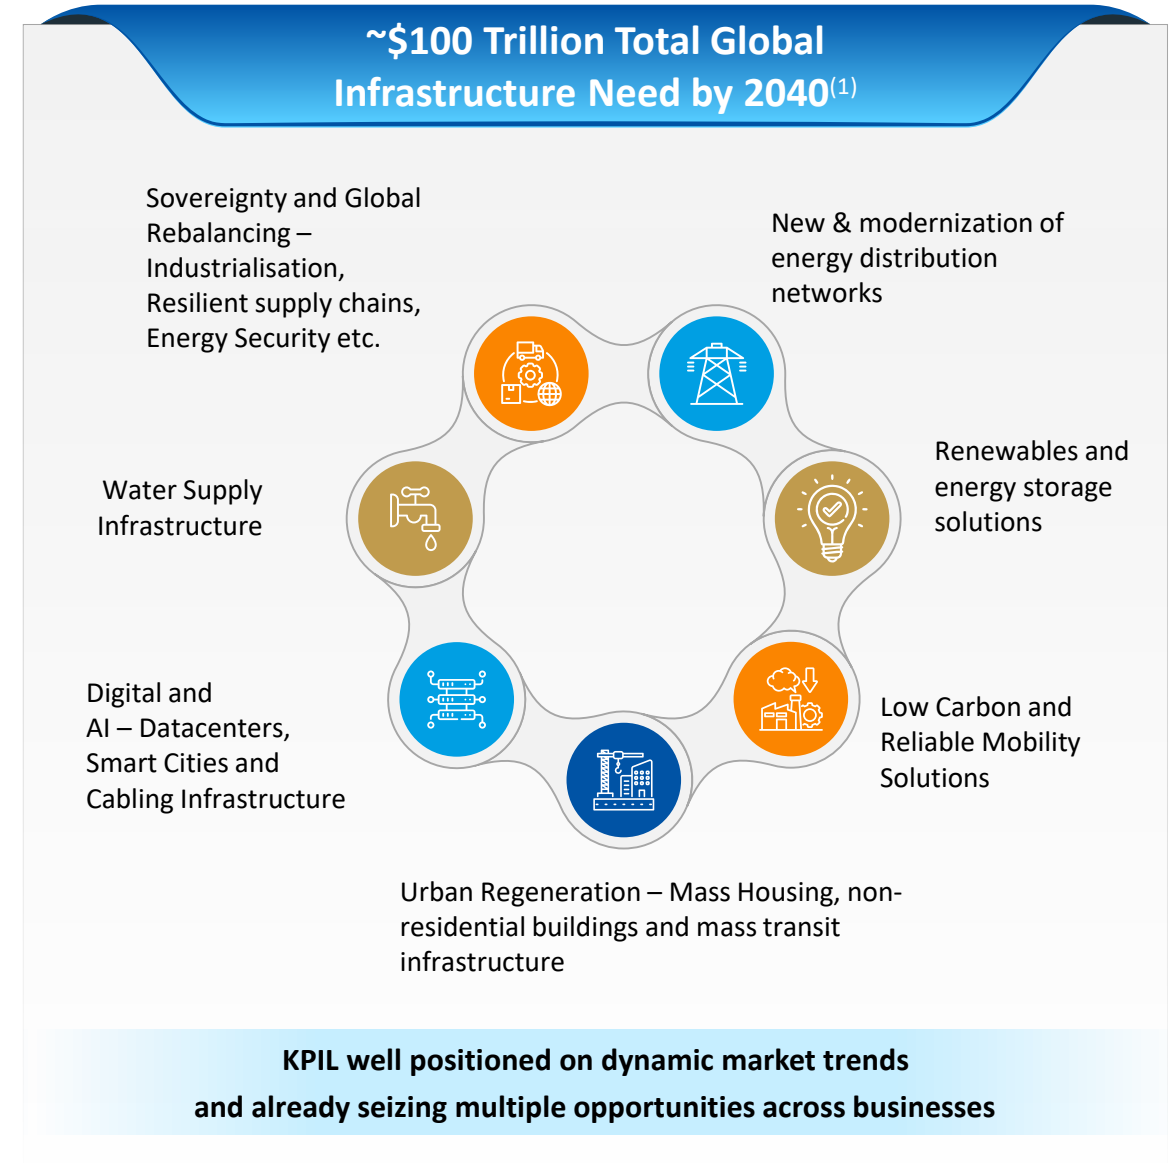 ~$100 Trillion Total Global
Infrastructure Need by 2040(1)
Sovereignty and Global
Rebalancing –
Industrialisation,
Resilient supply chains,
Energy Security etc.
New & modernization of
energy distribution
networks
Renewables and
energy storage
solutions
Water Supply
Infrastructure
Digital and
AI – Datacenters,
Smart Cities and
Cabling Infrastructure
Low Carbon and
Reliable Mobility
Solutions
Urban Regeneration – Mass Housing, non-
residential buildings and mass transit
infrastructure
KPIL well positioned on dynamic market trends
and already seizing multiple opportunities across businesses